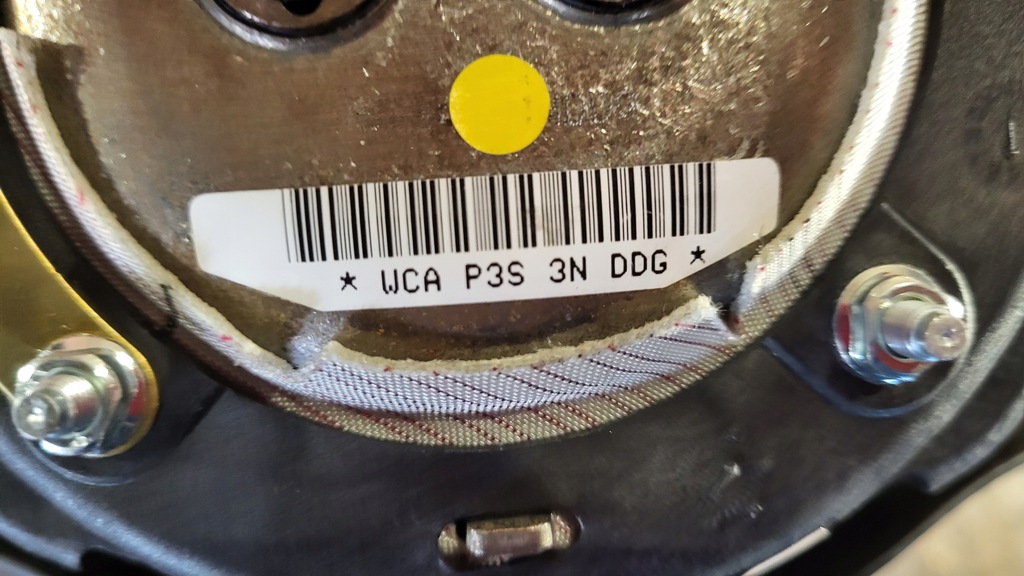 * WCA P3S 3N DDG *